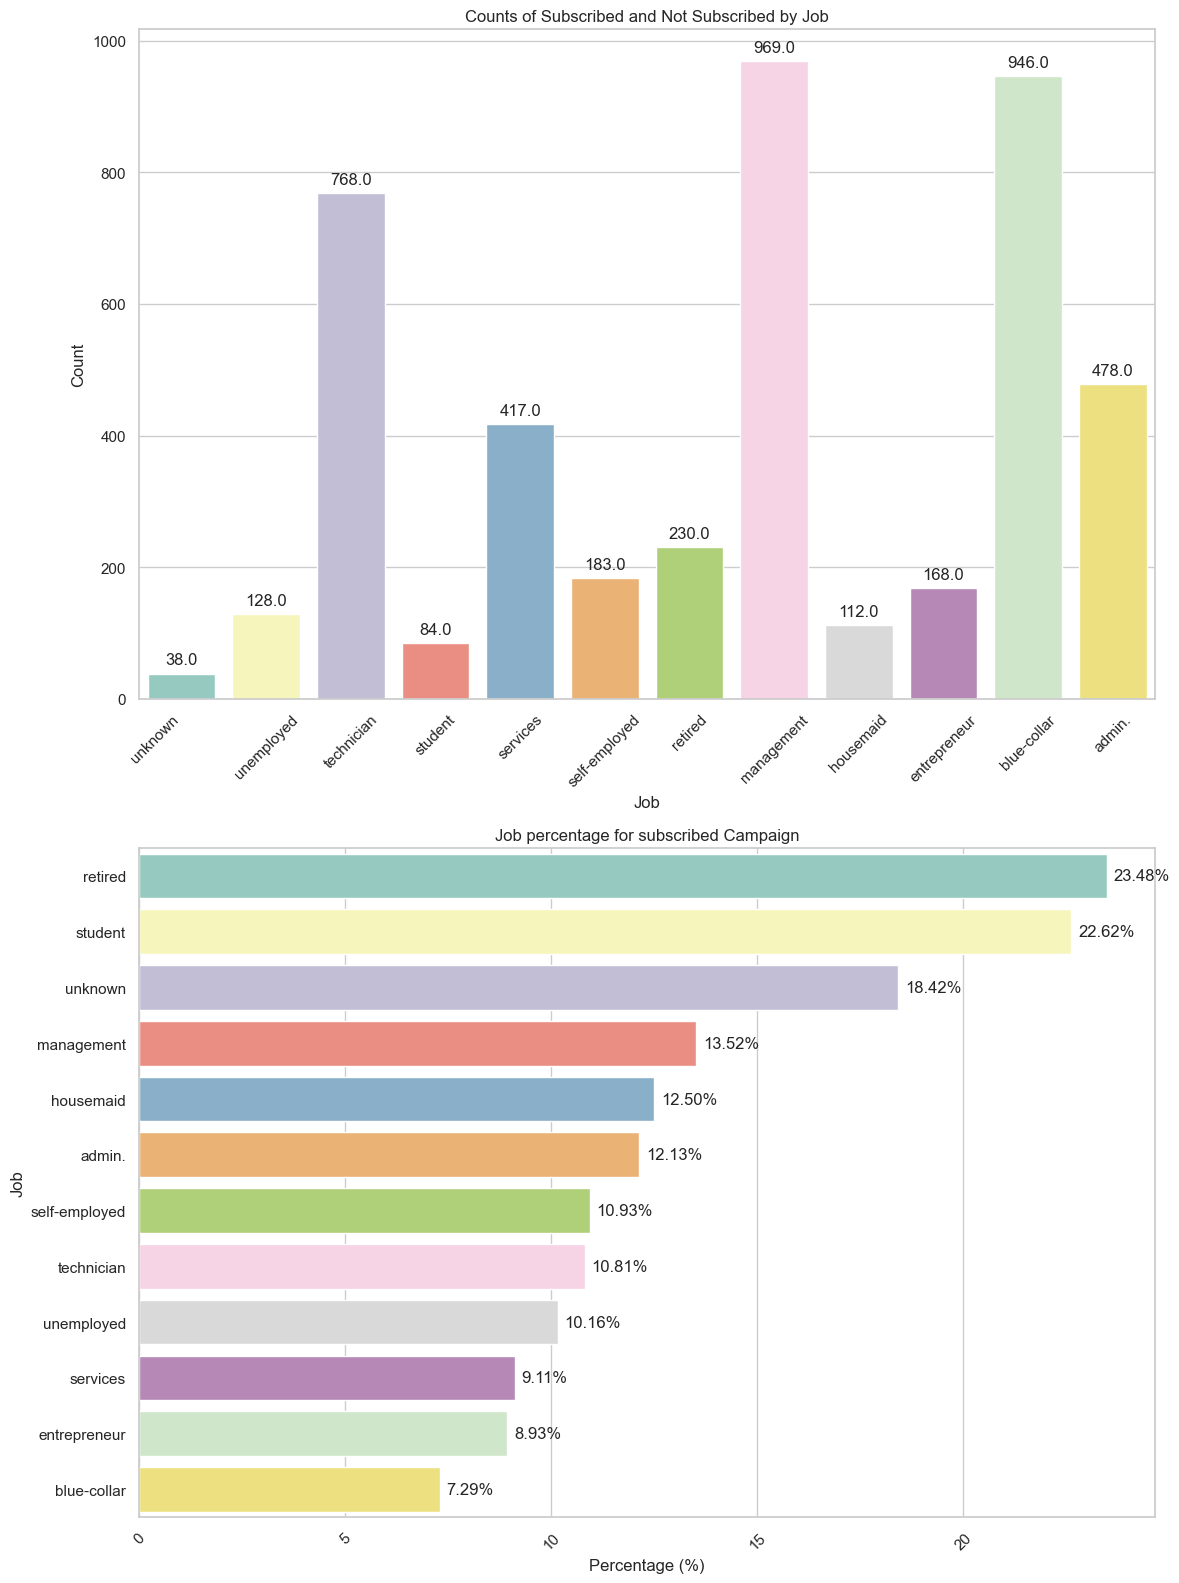 Counts of Subscribed and Not Subscribed by Job
1000
800
600
400
200
0
Count
38.0
128.0
768.0
84.0
417.0
183.0
230.0
969.0
112.0
168.0
946.0
478.0
unknown
unemployed
technician
student
services
self-employed
retired
management
housemaid
entrepreneur
blue-collar
admin.
Job
Job percentage for subscribed Campaign
Job
retired 23.48%
student 22.62%
unknown 18.42%
management 13.52%
housemaid 12.50%
admin. 12.13%
self-employed 10.93%
technician 10.81%
unemployed 10.16%
services 9.11%
entrepreneur 8.93%
blue-collar 7.29%
0 5 10 15 20
Percentage (%)